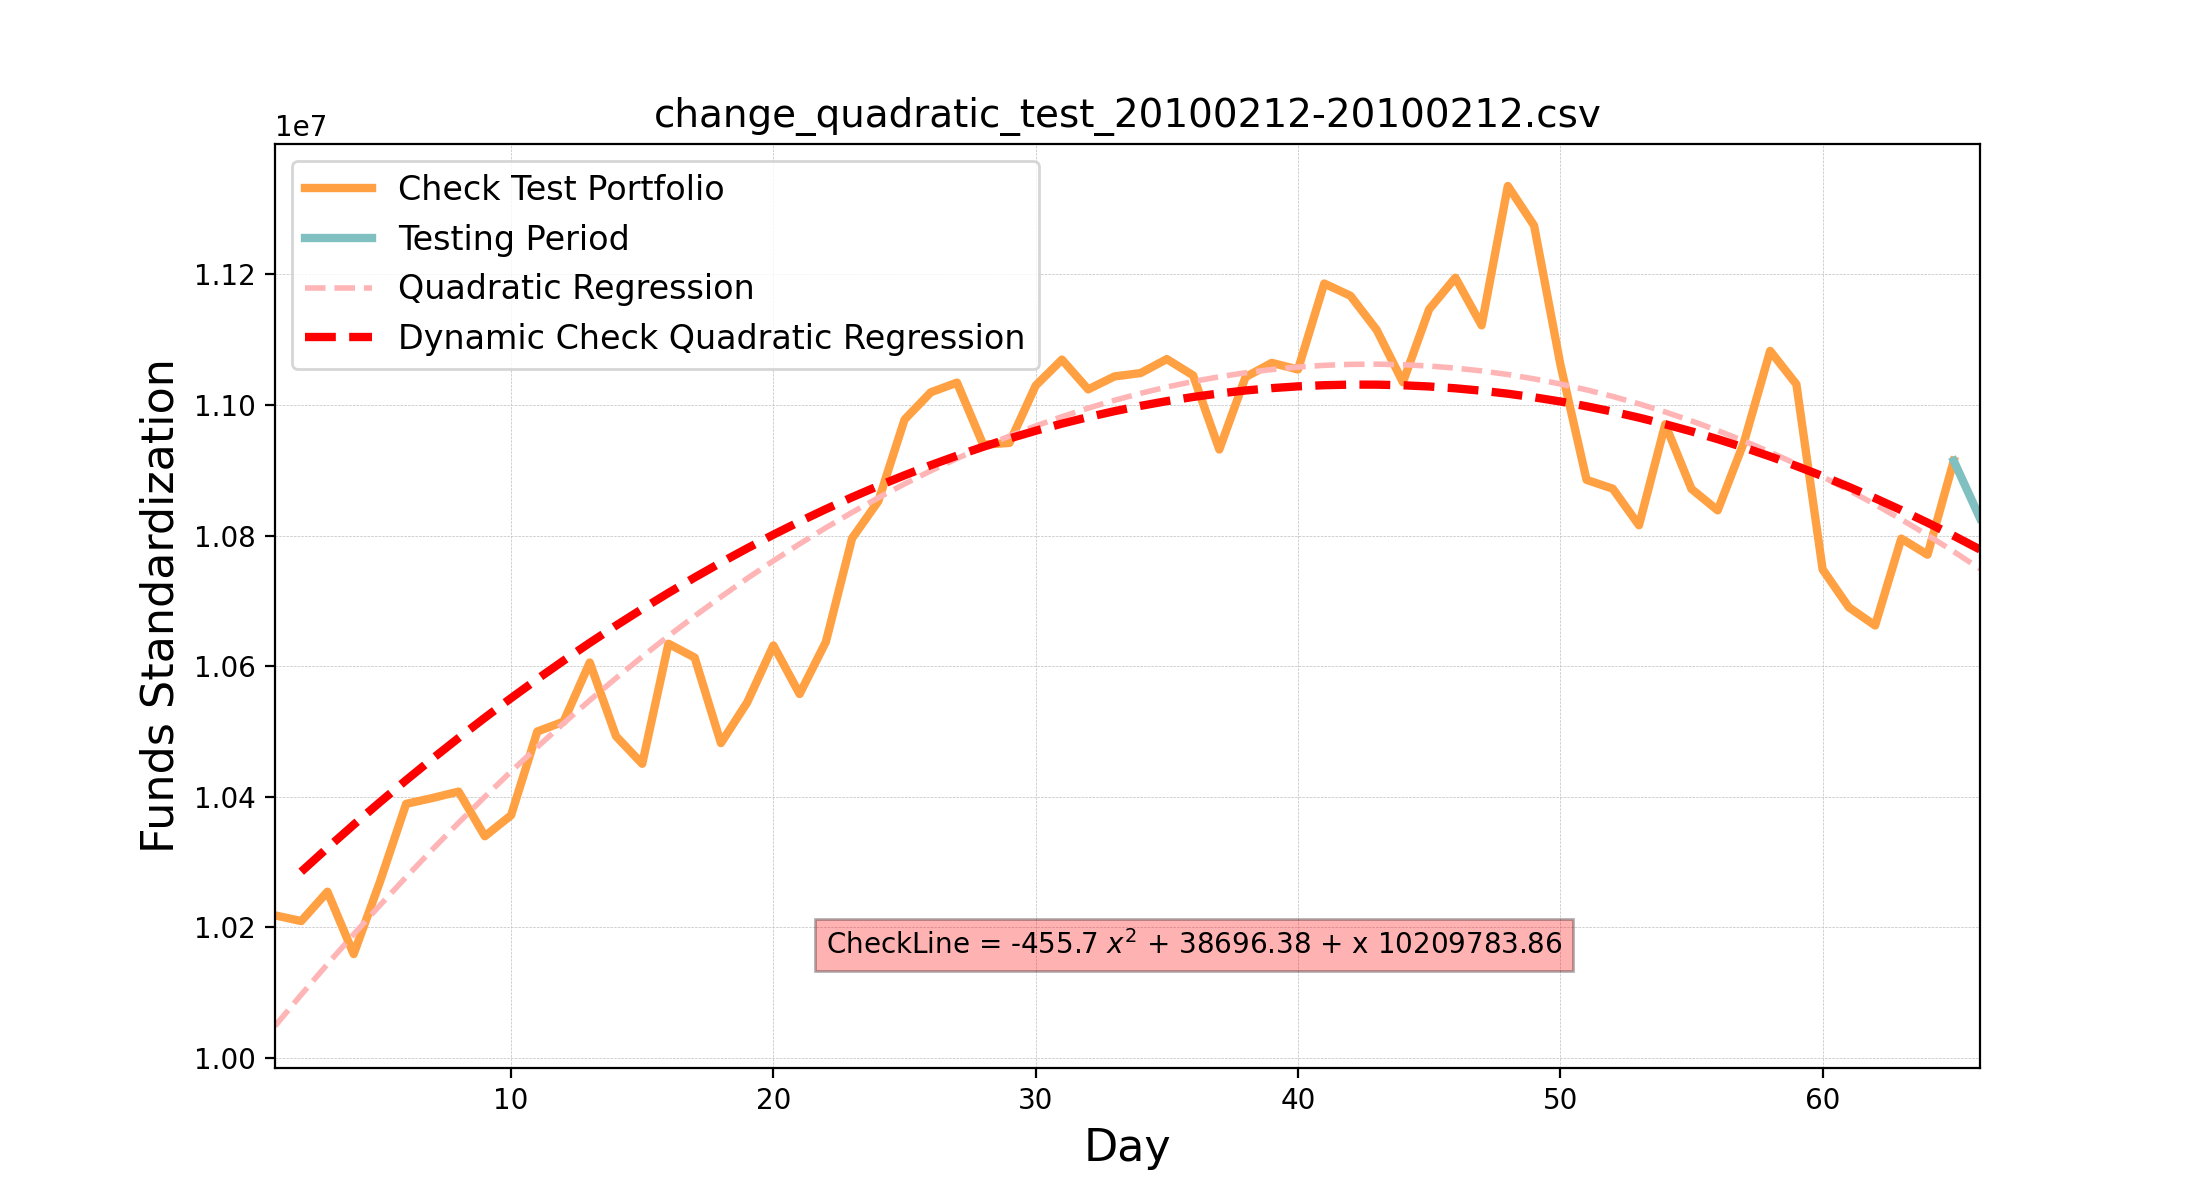 change_quadratic_test_20100212-20100212.csv
1e7
Check Test Portfolio
Testing Period
Quadratic Regression
Dynamic Check Quadratic Regression
Funds Standardization
1.12
1.10
1.08
1.06
1.04
1.02
1.00
CheckLine = -455.7 x² + 38696.38 + x 10209783.86
10 20 30 40 50 60
Day